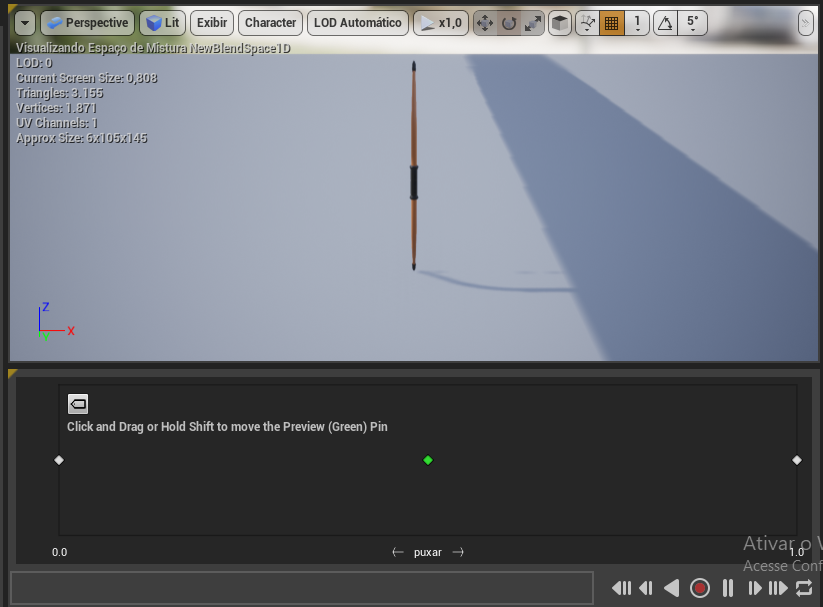 Perspective Lit Exibir Character LOD Automático x1,0 1 5°
Visualizando Espaço de Mistura NewBlendSpace1D
LOD: 0
Current Screen Size: 0,808
Triangles: 3.155
Vertices: 1.871
UV Channels: 1
Approx Size: 6x105x145
Z
X
Y
Click and Drag or Hold Shift to move the Preview (Green) Pin
Ativar o
0.0 puxar 1.0
Acesse Conf